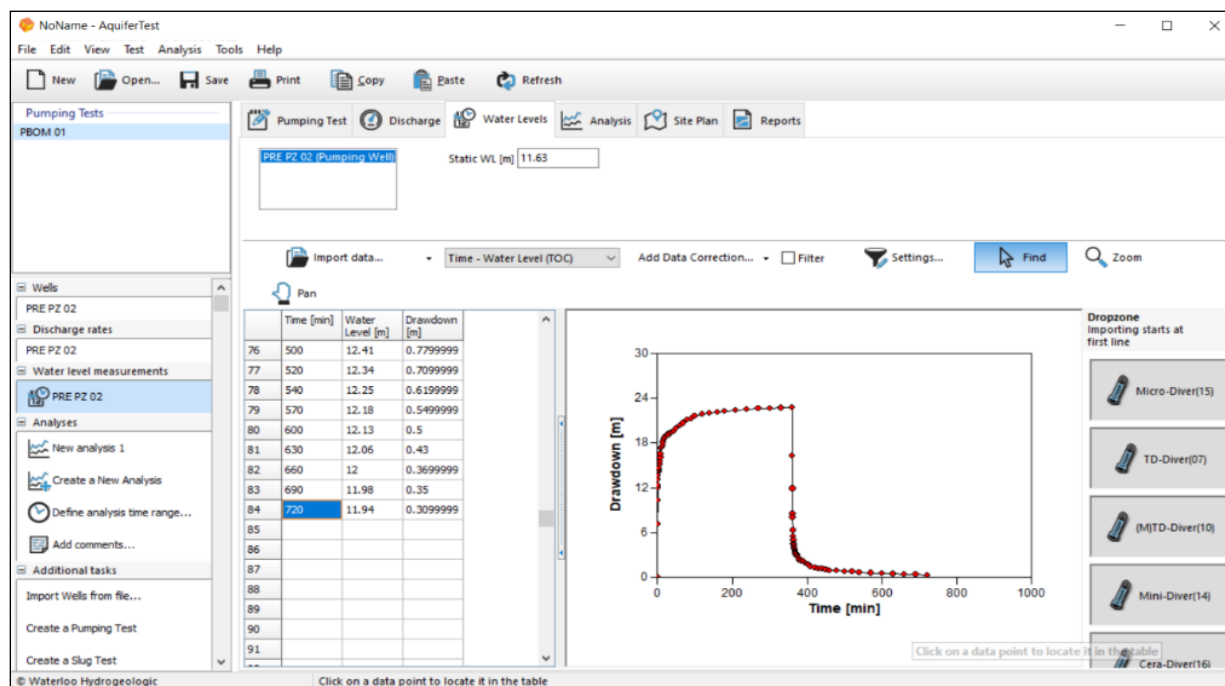 NoName - AquiferTest
File Edit View Test Analysis Tools Help
New Open... Save Print Copy Paste Refresh
Pumping Tests
PBOM 01
Pumping Test Discharge Water Levels Analysis Site Plan Reports
PRE PZ 02 (Pumping Well)
Static WL [m] 11.63
Import data... Time - Water Level (TOC) Add Data Correction... Filter Settings... Find Zoom
Pan
Wells
PRE PZ 02
Discharge rates
PRE PZ 02
Water level measurements
PRE PZ 02
Analyses
New analysis 1
Create a New Analysis
Define analysis time range...
Add comments...
Additional tasks
Import Wells from file...
Create a Pumping Test
Create a Slug Test
Time [min] Water Level [m] Drawdown [m]
76 500 12.41 0.7799999
77 520 12.34 0.7099999
78 540 12.25 0.6199999
79 570 12.18 0.5499999
80 600 12.13 0.5
81 630 12.06 0.43
82 660 12 0.3699999
83 690 11.98 0.35
84 720 11.94 0.3099999
85
86
87
88
89
90
91
Drawdown [m]
30
24
18
12
6
0
0 200 400 600 800 1000
Time [min]
Click on a data point to locate it in the table
Dropzone
Importing starts at
first line
Micro-Diver(15)
TD-Diver(07)
(M)TD-Diver(10)
Mini-Diver(14)
Cera-Diver(16)
© Waterloo Hydrogeologic Click on a data point to locate it in the table